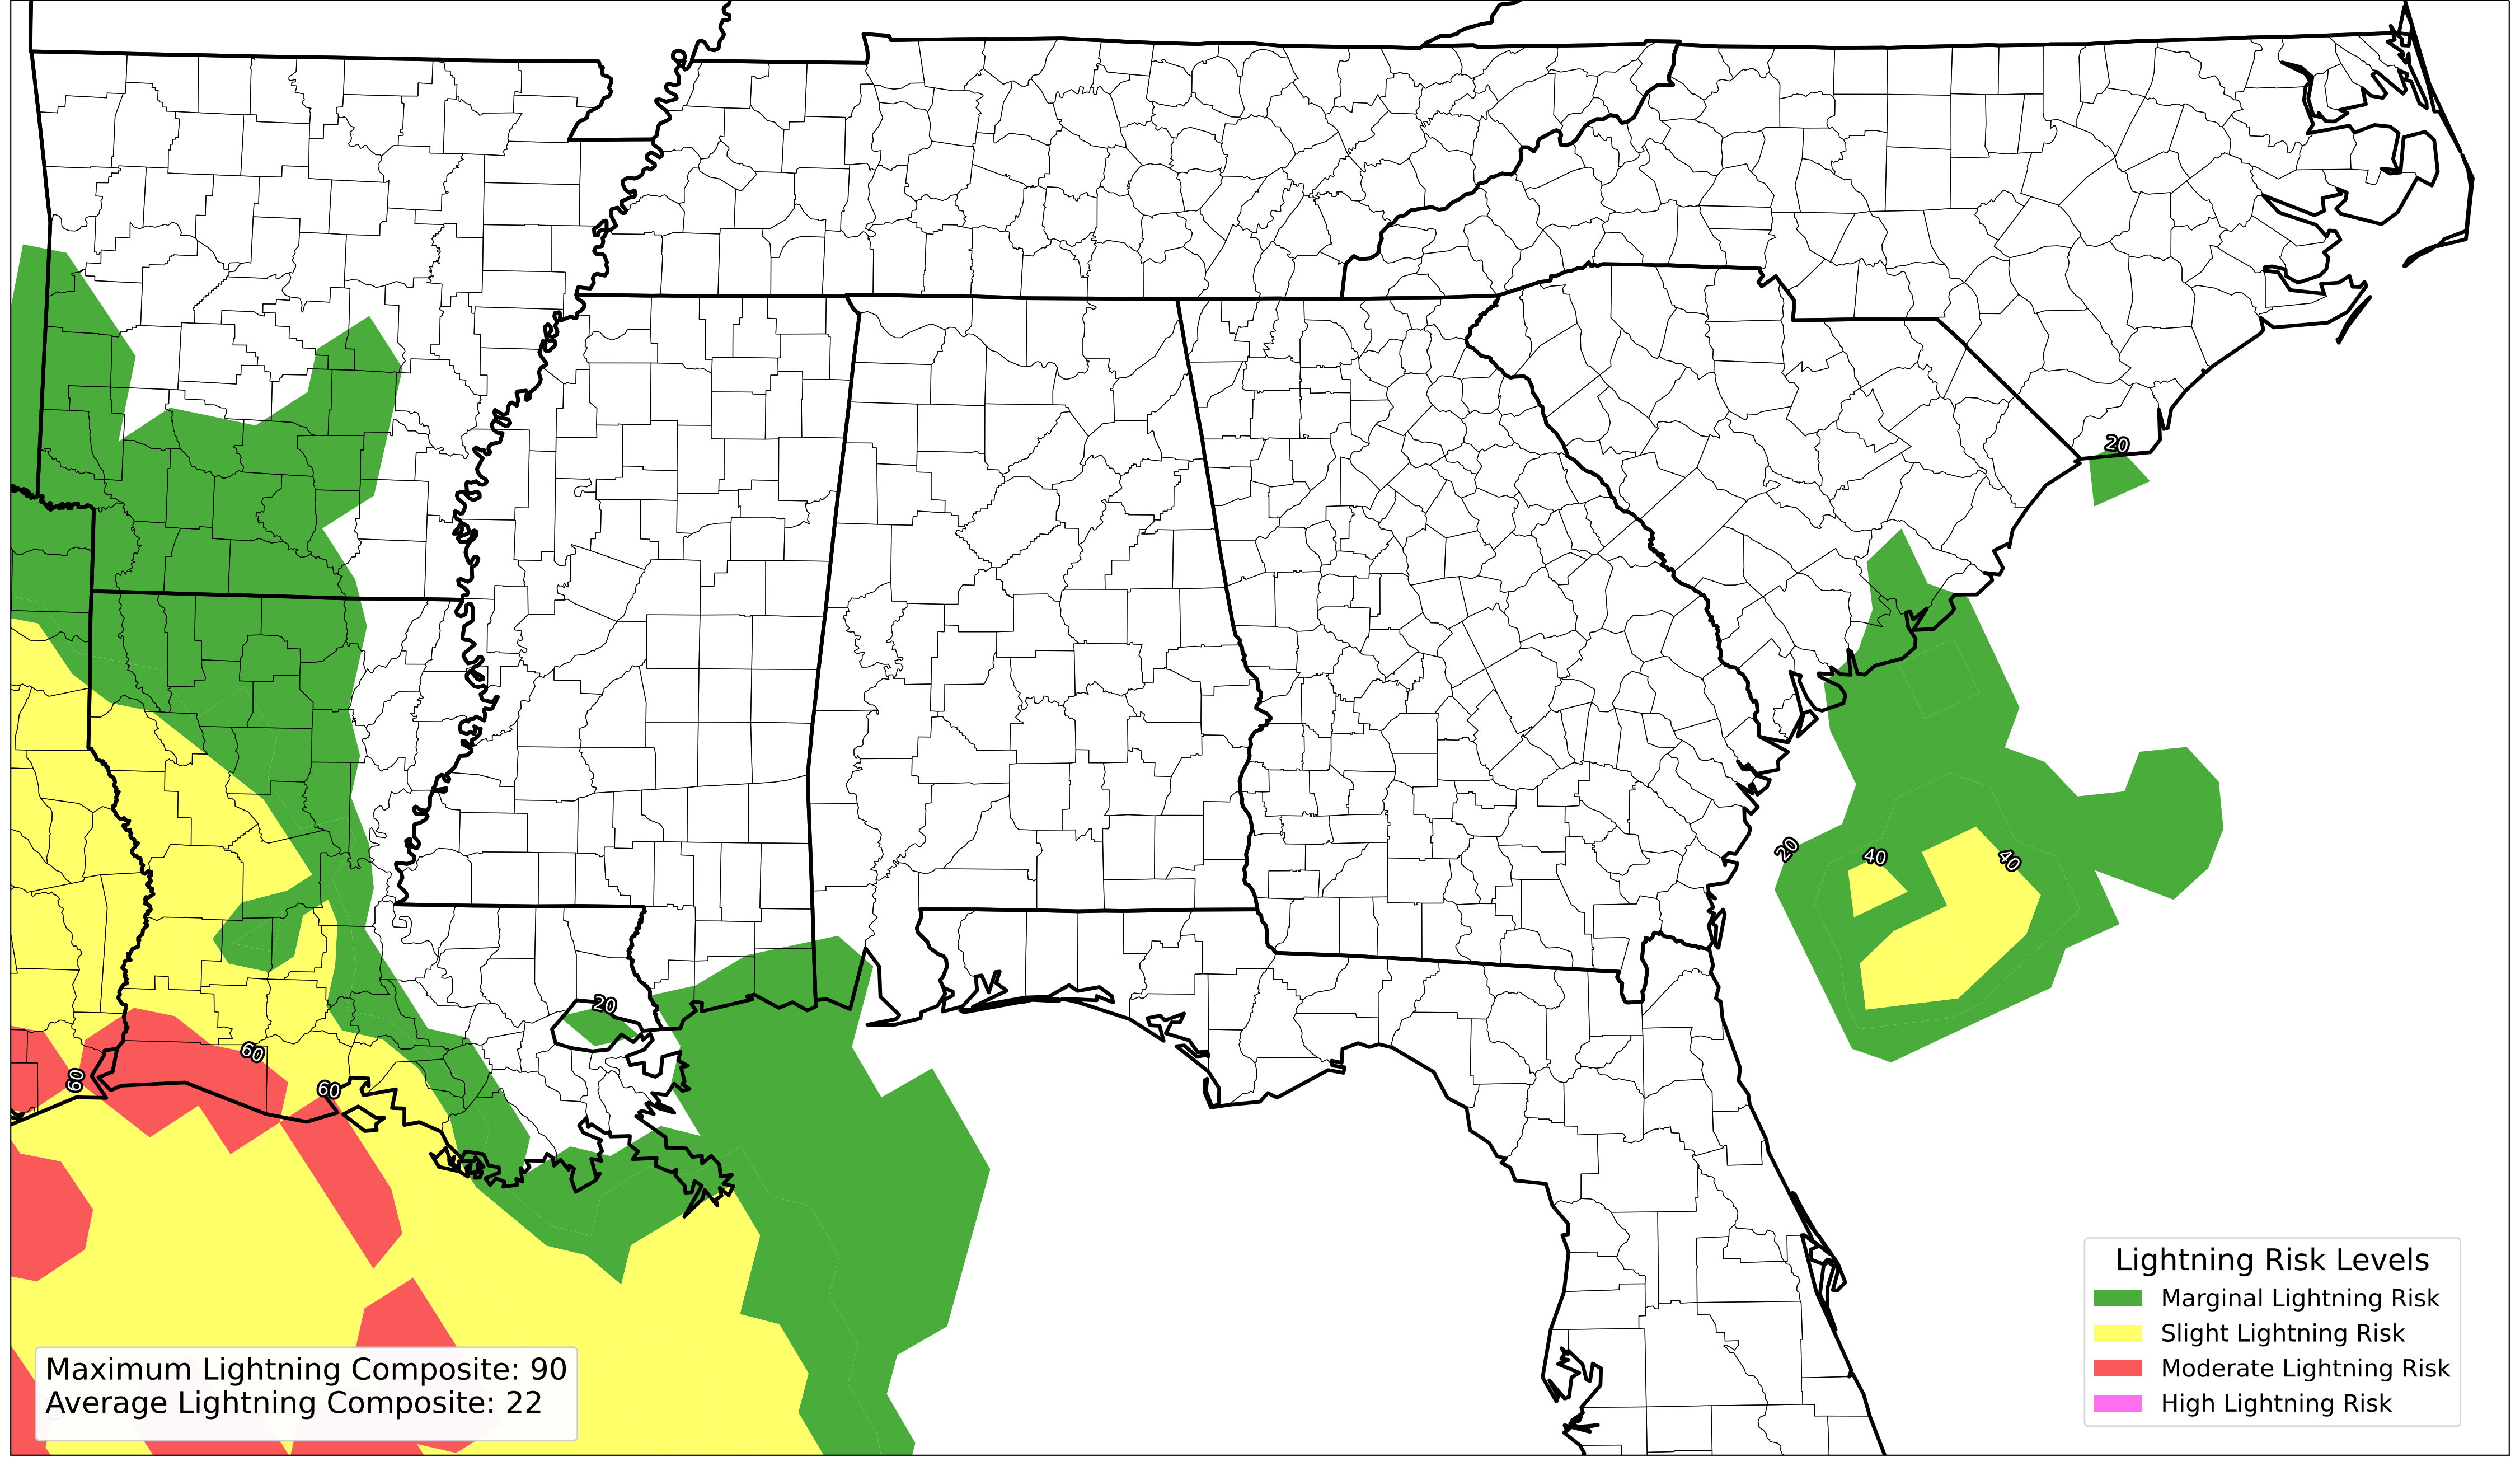 20
20
40
40
20
60
60
60
Maximum Lightning Composite: 90
Average Lightning Composite: 22
Lightning Risk Levels
Marginal Lightning Risk
Slight Lightning Risk
Moderate Lightning Risk
High Lightning Risk